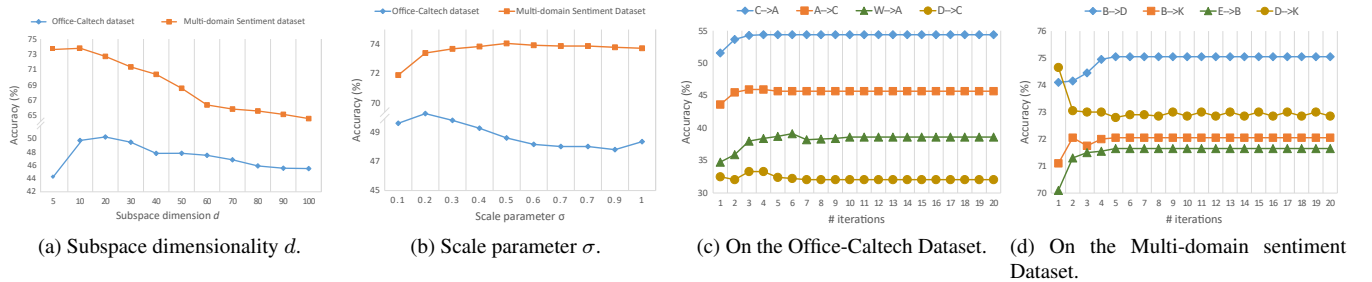 Office-Caltech dataset Multi-domain Sentiment dataset
75
73
71
69
67
65
50
48
46
44
42
Accuracy (%)
5 10 20 30 40 50 60 70 80 90 100
Subspace dimension d
(a) Subspace dimensionality d.
Office-Caltech dataset Multi-domain Sentiment Dataset
74
72
70
49
47
45
Accuracy (%)
0.1 0.2 0.3 0.4 0.5 0.6 0.7 0.8 0.9 1
Scale parameter σ
(b) Scale parameter σ.
C–>A A–>C W–>A D–>C
55
50
45
40
35
30
Accuracy (%)
1 2 3 4 5 6 7 8 9 10 11 12 13 14 15 16 17 18 19 20
# iterations
(c) On the Office-Caltech Dataset.
B–>D B–>K E–>B D–>K
76
75
74
73
72
71
70
Accuracy (%)
1 2 3 4 5 6 7 8 9 10 11 12 13 14 15 16 17 18 19 20
# iterations
(d) On the Multi-domain sentiment
Dataset.